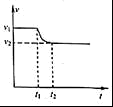 v
v₁
v₂
t₁ t₂ t